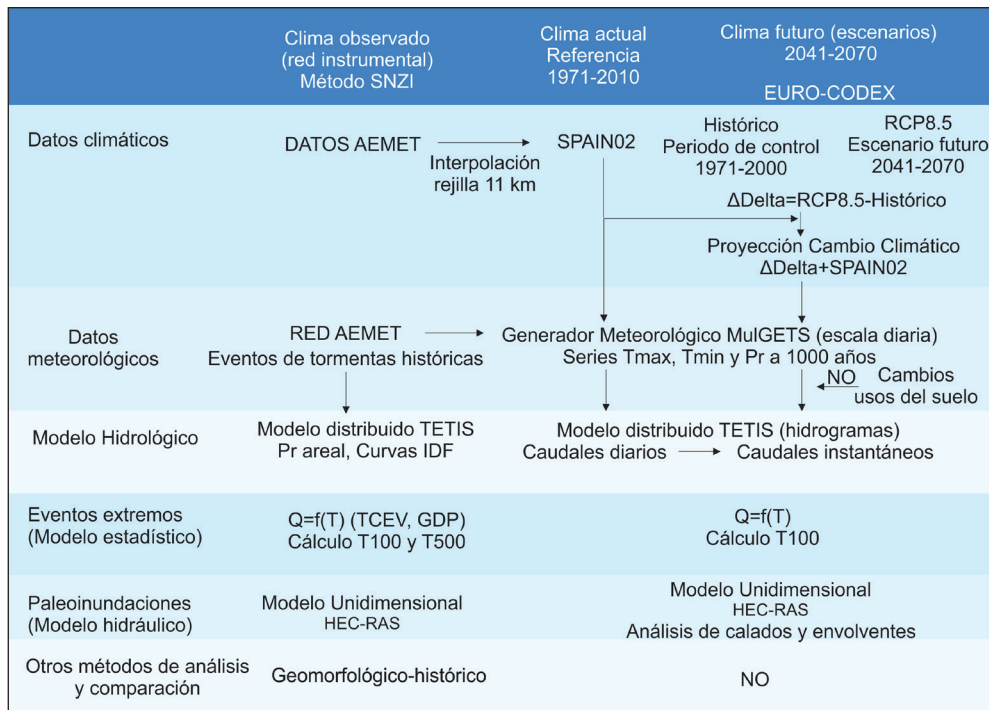 Clima observado
(red instrumental)
Método SNZI
Clima actual
Referencia
1971-2010
Clima futuro (escenarios)
2041-2070
EURO-CODEX
Datos climáticos
DATOS AEMET
Interpolación
rejilla 11 km
SPAIN02
Histórico
Periodo de control
1971-2000
RCP8.5
Escenario futuro
2041-2070
ΔDelta=RCP8.5-Histórico
Proyección Cambio Climático
ΔDelta+SPAIN02
Datos
meteorológicos
RED AEMET
Eventos de tormentas históricas
Generador Meteorológico MulGETS (escala diaria)
Series Tmax, Tmin y Pr a 1000 años
NO
Cambios
usos del suelo
Modelo Hidrológico
Modelo distribuido TETIS
Pr areal, Curvas IDF
Modelo distribuido TETIS (hidrogramas)
Caudales diarios
Caudales instantáneos
Eventos extremos
(Modelo estadístico)
Q=f(T) (TCEV, GDP)
Cálculo T100 y T500
Q=f(T)
Cálculo T100
Paleoinundaciones
(Modelo hidráulico)
Modelo Unidimensional
HEC-RAS
Modelo Unidimensional
HEC-RAS
Análisis de calados y envolventes
Otros métodos de análisis
y comparación
Geomorfológico-histórico
NO